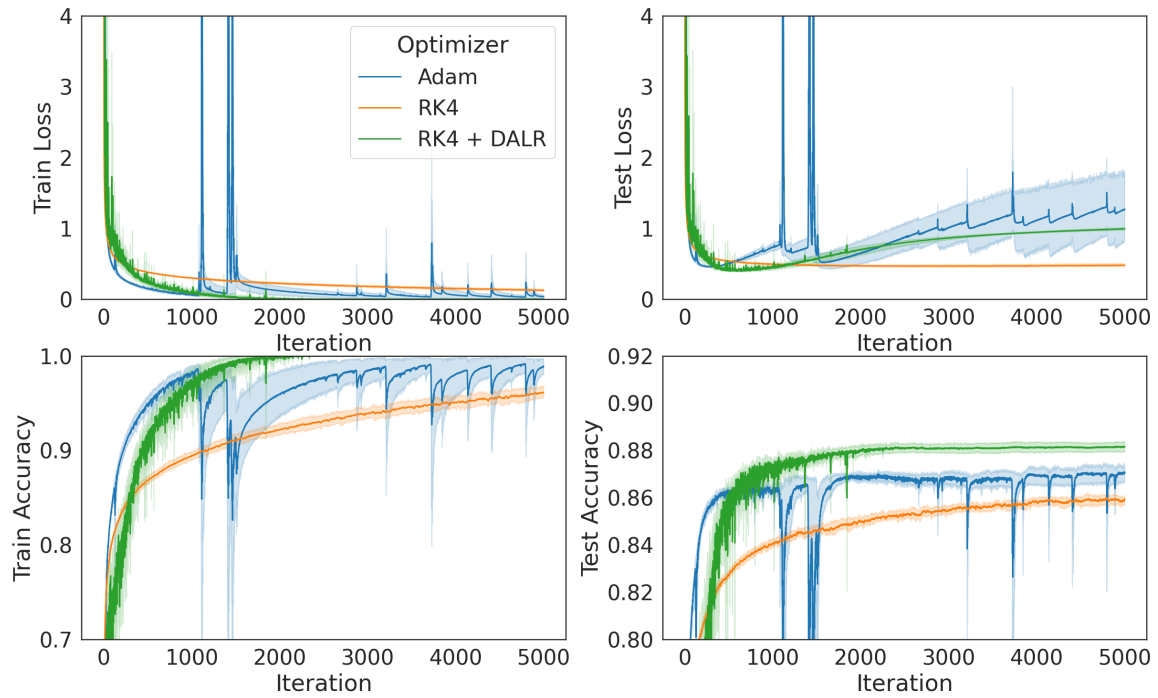 4
3
2
1
0
Train Loss
0 1000 2000 3000 4000 5000
Iteration
Optimizer
Adam
RK4
RK4 + DALR
4
3
2
1
0
Test Loss
0 1000 2000 3000 4000 5000
Iteration
1.0
0.9
0.8
0.7
Train Accuracy
0 1000 2000 3000 4000 5000
Iteration
0.92
0.90
0.88
0.86
0.84
0.82
0.80
Test Accuracy
0 1000 2000 3000 4000 5000
Iteration